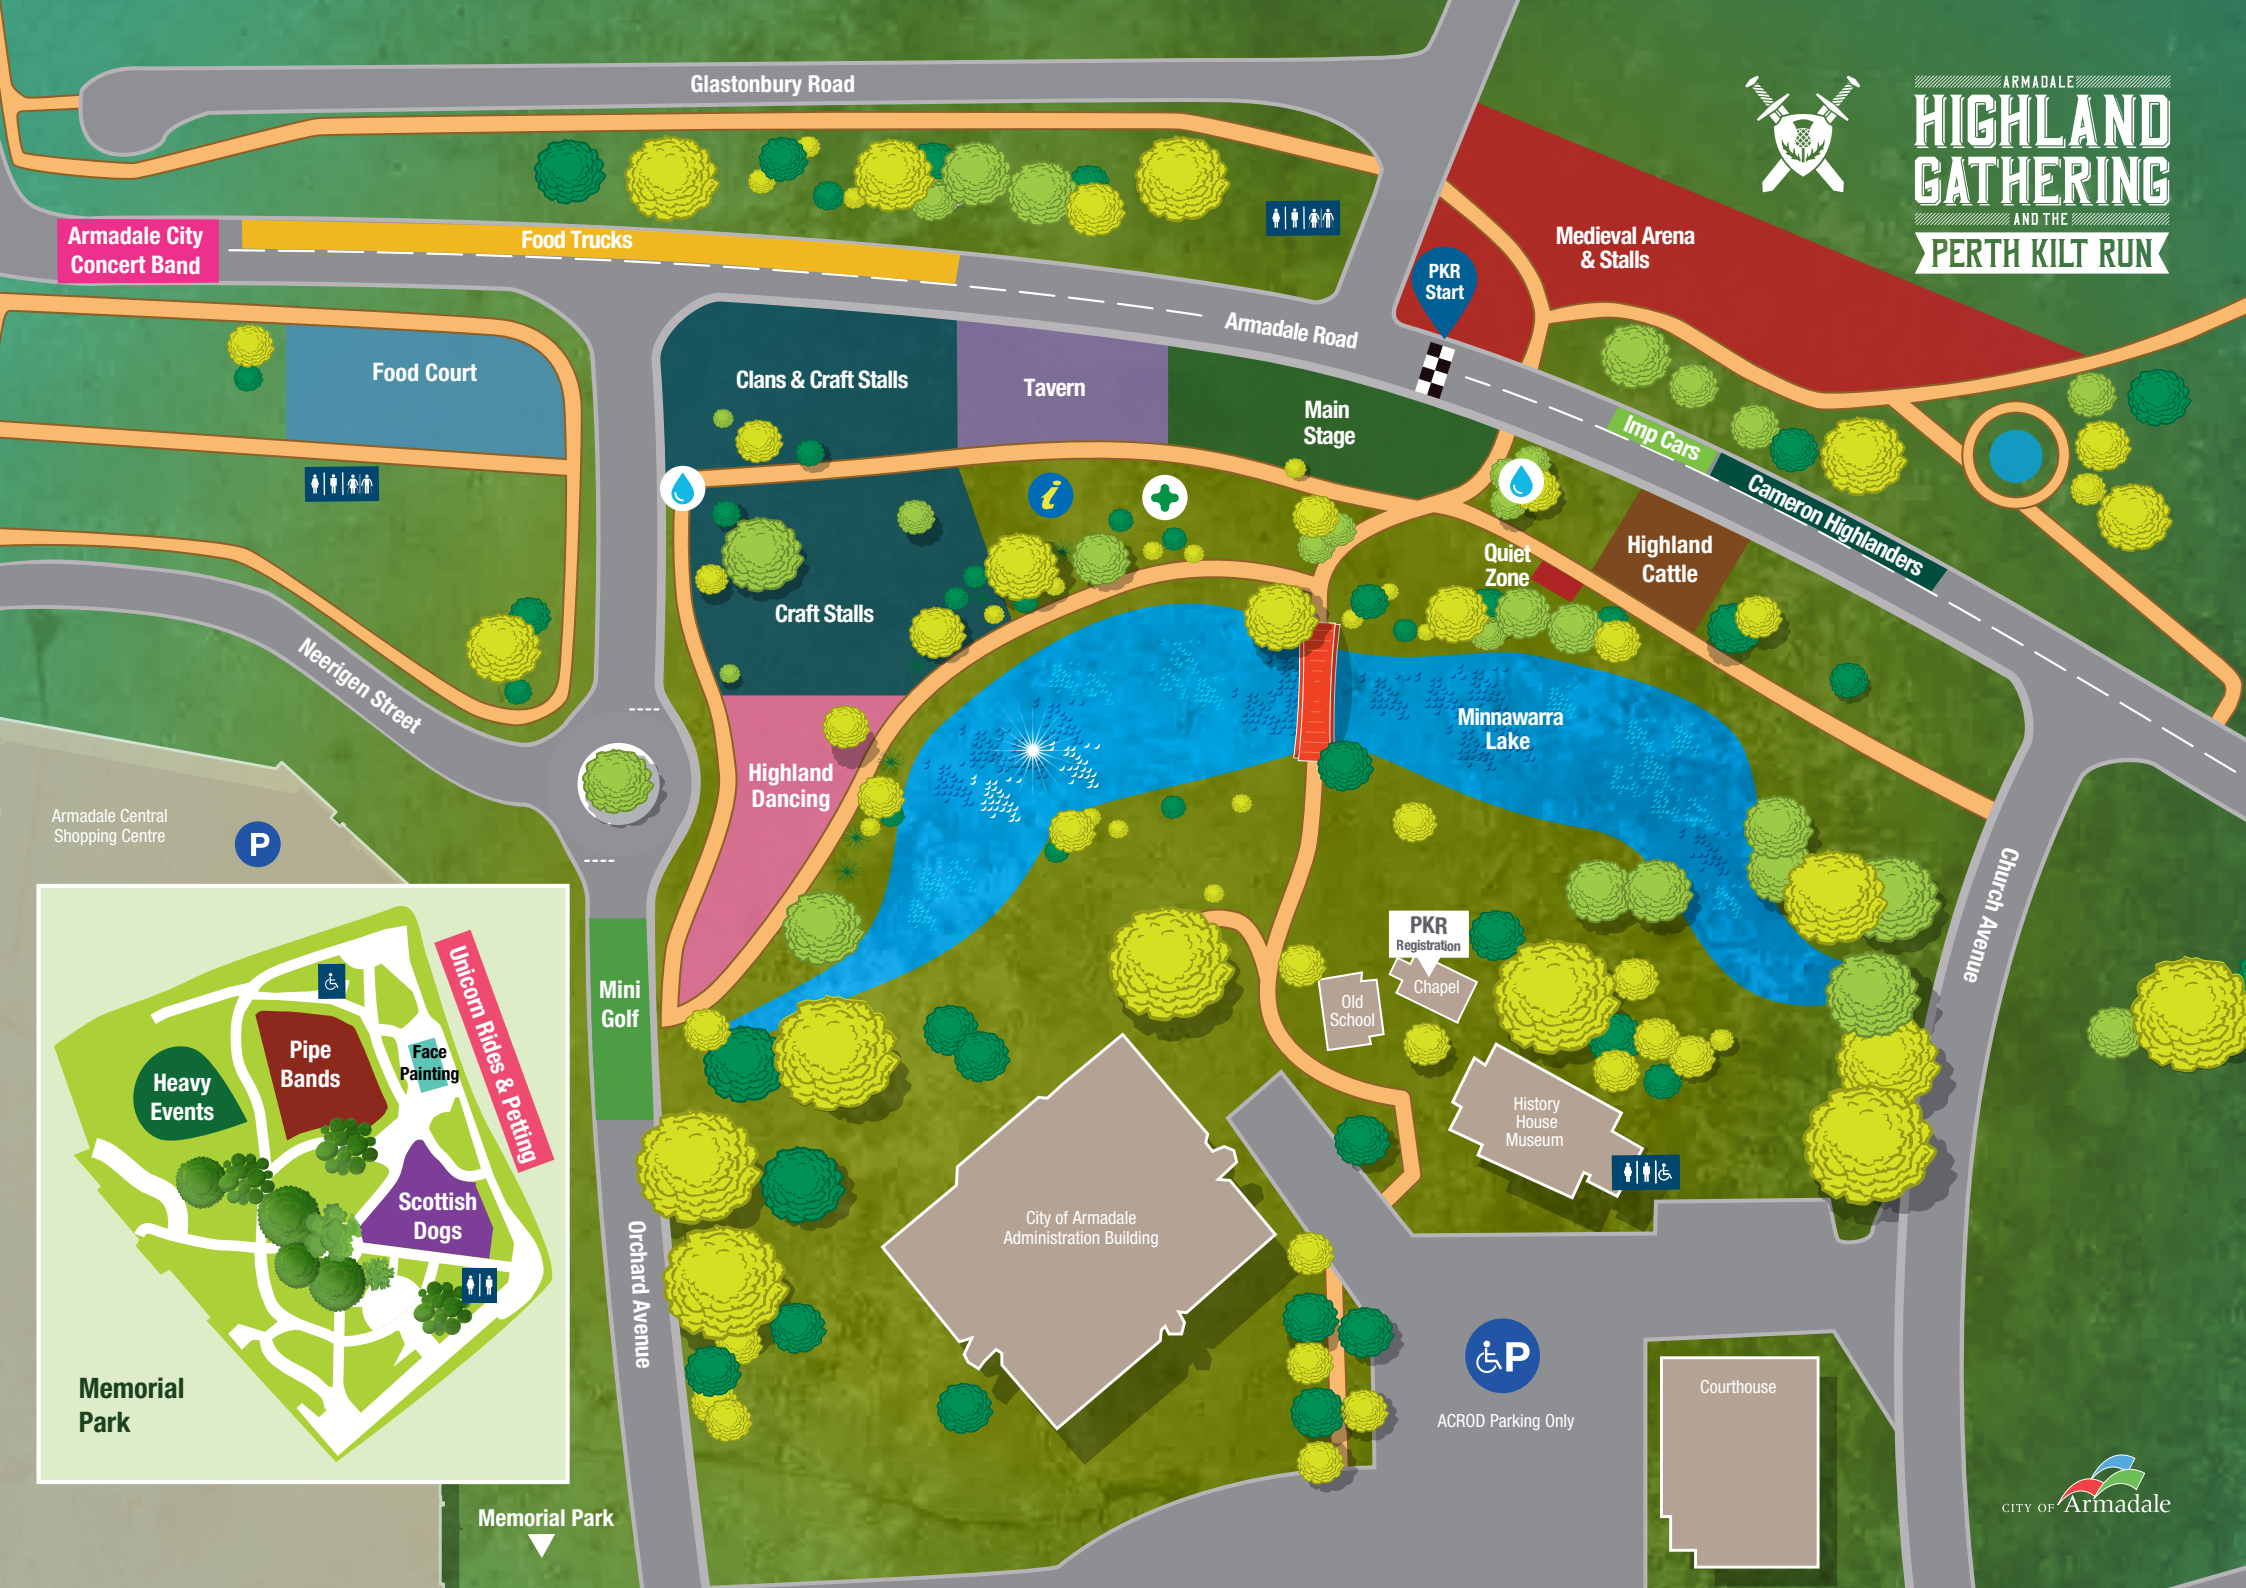 Glastonbury Road
ARMADALE
HIGHLAND
GATHERING
AND THE
PERTH KILT RUN
Armadale City
Concert Band
Food Trucks
Medieval Arena
& Stalls
PKR
Start
Armadale Road
Food Court
Clans & Craft Stalls
Tavern
Main
Stage
Imp Cars
Cameron Highlanders
i
Quiet
Zone
Highland
Cattle
Craft Stalls
Neerigen Street
Minnawarra
Lake
Highland
Dancing
Armadale Central
Shopping Centre
P
Church Avenue
PKR
Registration
Chapel
Old
School
Mini
Golf
Unicorn Rides & Petting
Pipe
Bands
Face
Painting
Heavy
Events
Scottish
Dogs
Memorial
Park
History
House
Museum
City of Armadale
Administration Building
Orchard Avenue
P
ACROD Parking Only
Courthouse
Memorial Park
CITY OF Armadale